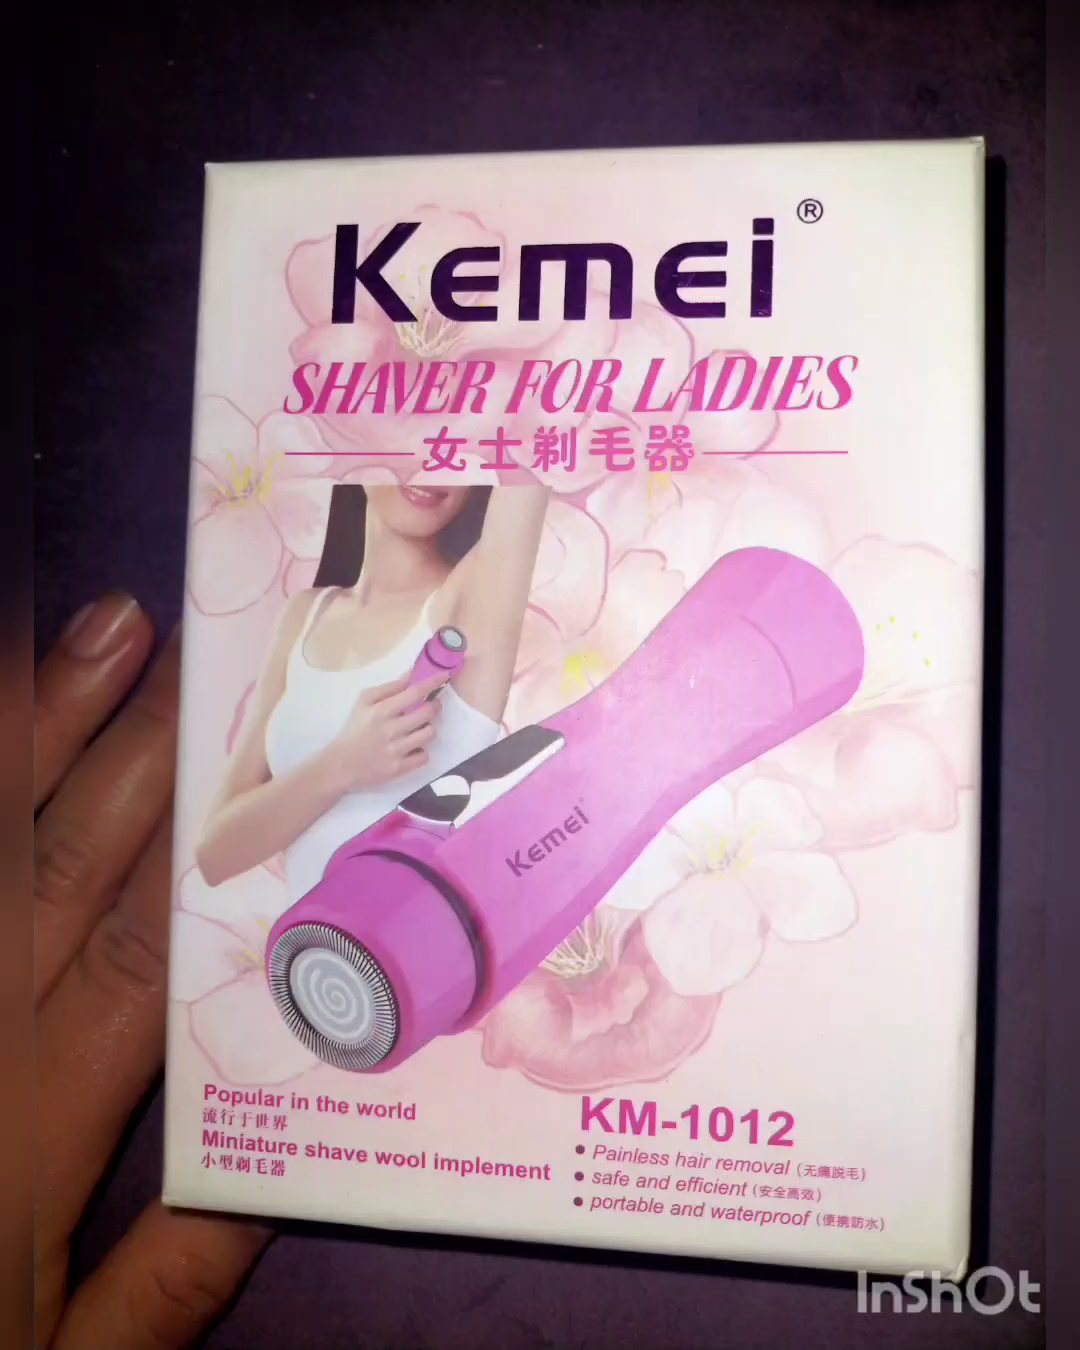 Kemei®
SHAVER FOR LADIES
女士剃毛器
Kemei
Popular in the world
流行于世界
Miniature shave wool implement
小型剃毛器
KM-1012
• Painless hair removal (无痛脱毛)
• safe and efficient (安全高效)
• portable and waterproof (便携防水)
InShOt